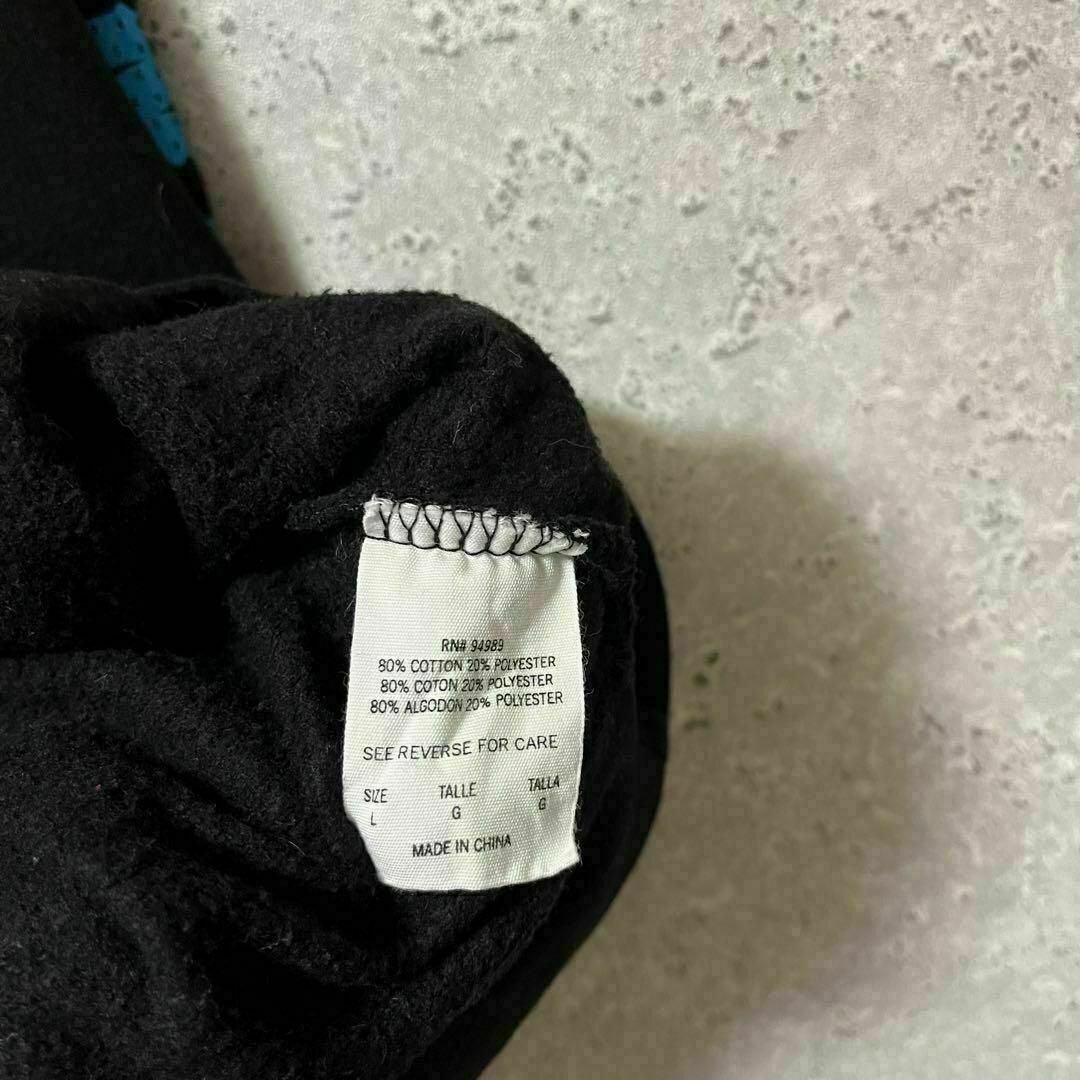 RN# 94989
80% COTTON 20% POLYESTER
80% COTON 20% POLYESTER
80% ALGODON 20% POLYESTER
SEE REVERSE FOR CARE
SIZE TALLE TALLA
L G G
MADE IN CHINA